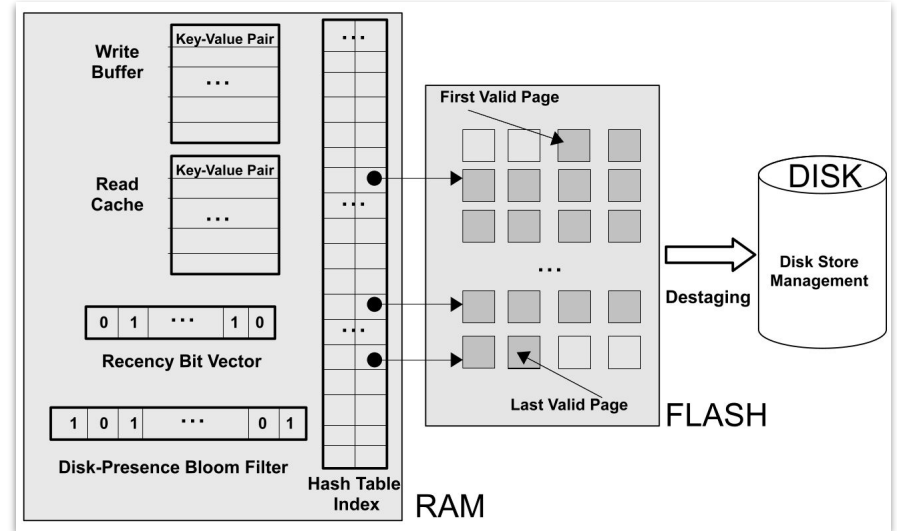 Write
Buffer
Key-Value Pair
...
Read
Cache
Key-Value Pair
...
0 1 ... 1 0
Recency Bit Vector
1 0 1 ... 0 1
Disk-Presence Bloom Filter
...
...
...
Hash Table
Index
RAM
First Valid Page
...
Last Valid Page
FLASH
Destaging
DISK
Disk Store
Management